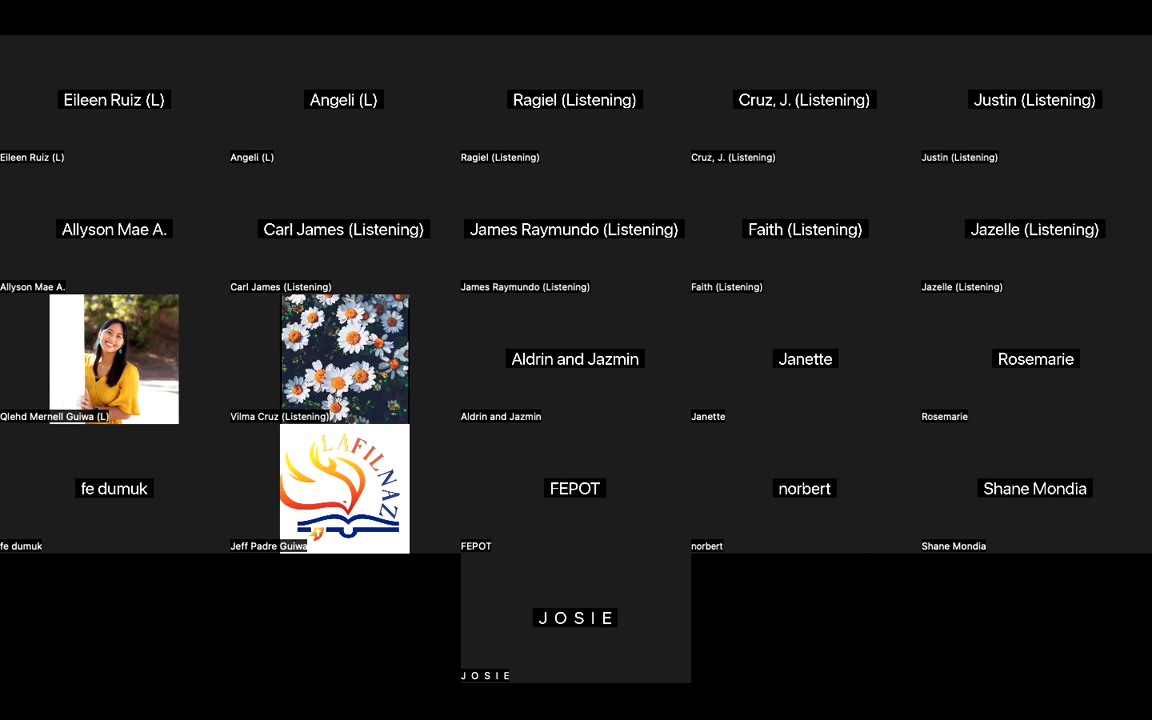 Eileen Ruiz (L)
Angeli (L)
Ragiel (Listening)
Cruz, J. (Listening)
Justin (Listening)
Eileen Ruiz (L)
Angeli (L)
Ragiel (Listening)
Cruz, J. (Listening)
Justin (Listening)
Allyson Mae A.
Carl James (Listening)
James Raymundo (Listening)
Faith (Listening)
Jazelle (Listening)
Allyson Mae A.
Carl James (Listening)
James Raymundo (Listening)
Faith (Listening)
Jazelle (Listening)
Aldrin and Jazmin
Janette
Rosemarie
Qlehd Mernell Guiwa (L)
Vilma Cruz (Listening)
Aldrin and Jazmin
Janette
Rosemarie
fe dumuk
LAFILNAZ
FEPOT
norbert
Shane Mondia
fe dumuk
Jeff Padre Guiwa
FEPOT
norbert
Shane Mondia
J O S I E
J O S I E